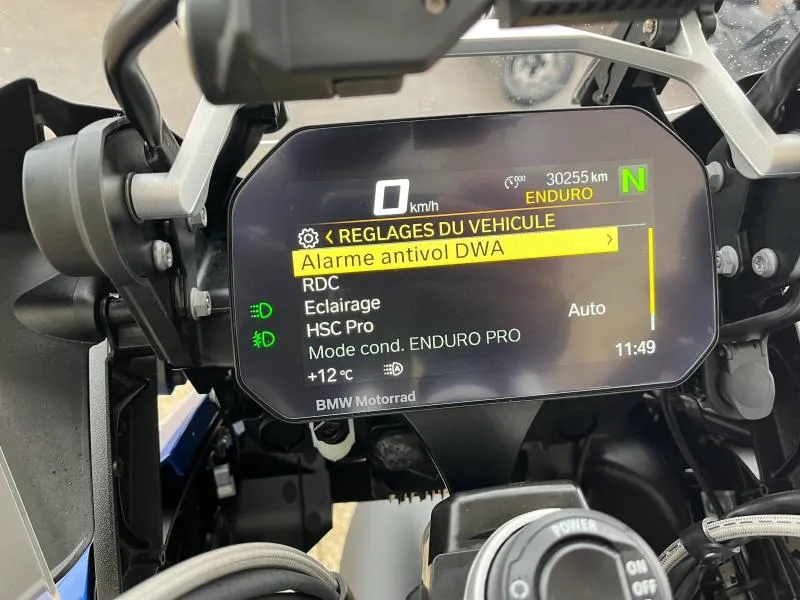 0 km/h
30255 km
ENDURO
N
< REGLAGES DU VEHICULE
Alarme antivol DWA >
RDC
Eclairage
HSC Pro Auto
Mode cond. ENDURO PRO
+12 °C
11:49
BMW Motorrad
POWER
ON
OFF